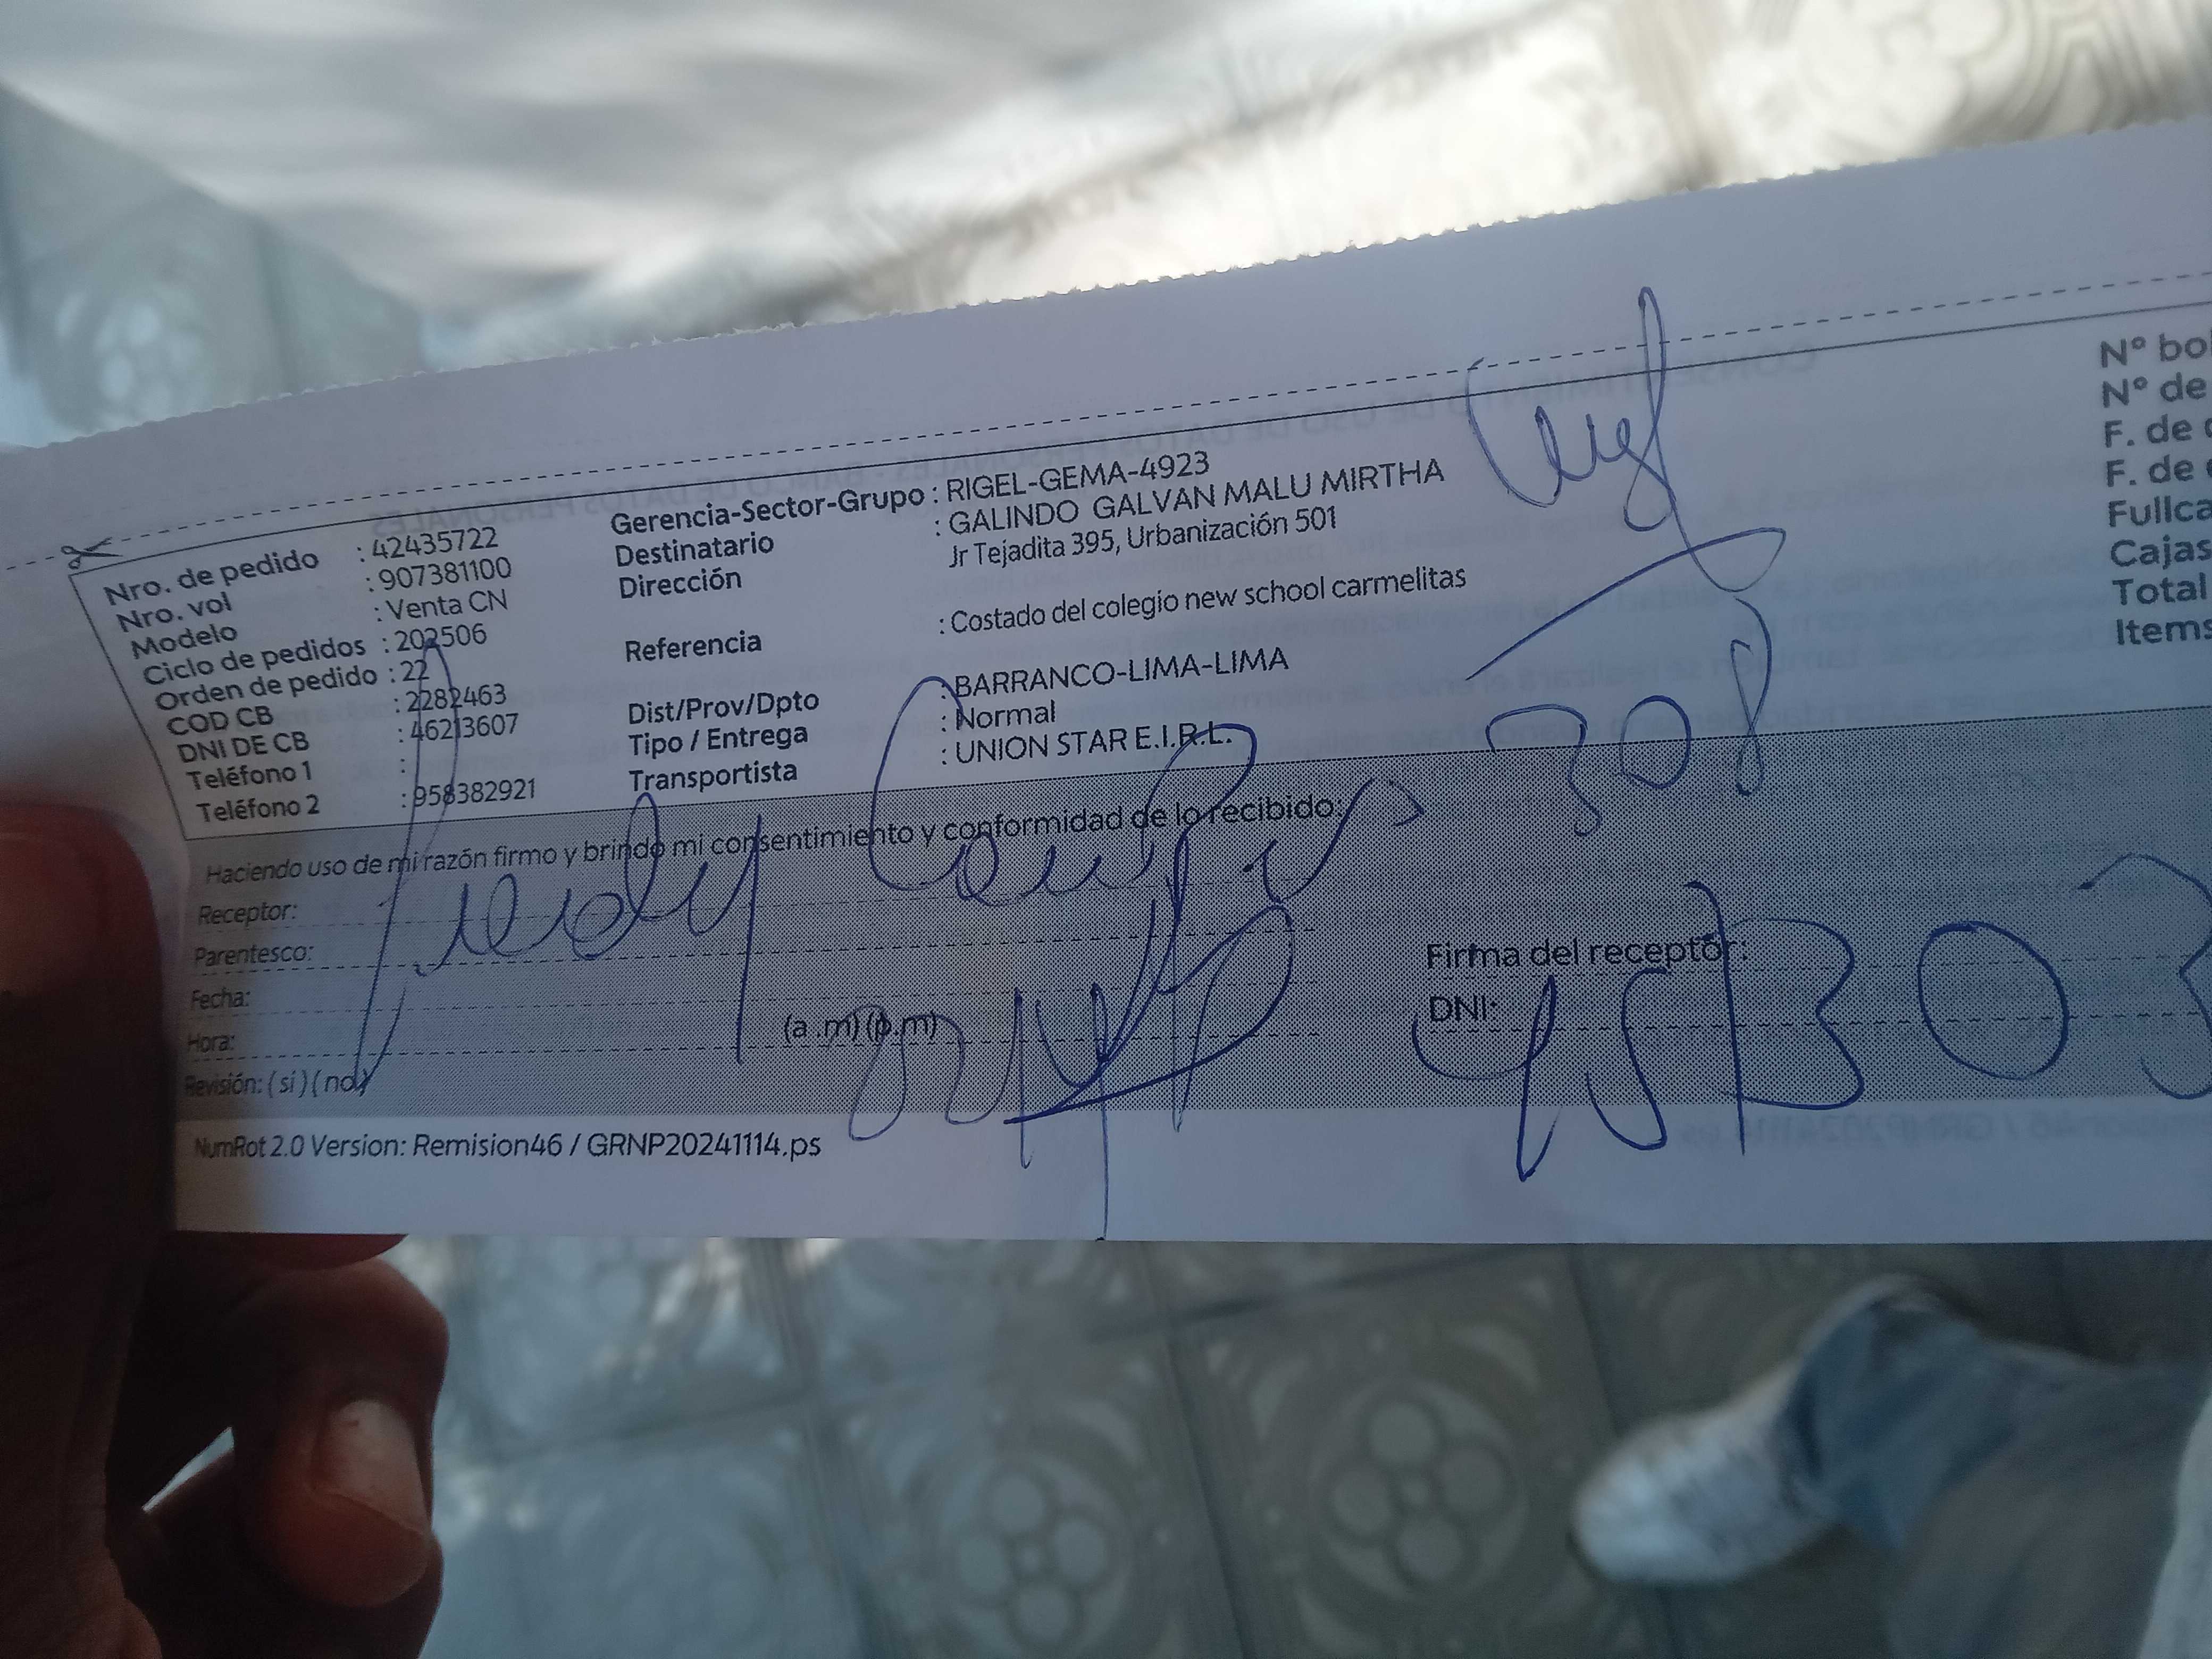 Nro. de pedido : 42435722
Nro. vol : 907381100
Modelo : Venta CN
Ciclo de pedidos : 202506
Orden de pedido : 22
COD CB : 2282463
DNI DE CB : 46213607
Teléfono 1 :
Teléfono 2 : 958382921
Gerencia-Sector-Grupo : RIGEL-GEMA-4923
Destinatario : GALINDO GALVAN MALU MIRTHA
Dirección Jr Tejadita 395, Urbanización 501
Referencia : Costado del colegio new school carmelitas
Dist/Prov/Dpto : BARRANCO-LIMA-LIMA
Tipo / Entrega : Normal
Transportista : UNION STAR E.I.R.L.
N° bol
N° de
F. de
F. de
Fullca
Cajas
Total
Items
308
Haciendo uso de mi razón firmo y brindo mi consentimiento y conformidad de lo recibido:
Receptor:
Parentesco:
Fecha:
Hora: (a .m) (p.m)
Revisión: ( si ) ( no )
Firma del receptor:
DNI:
NumRot 2.0 Version: Remision46 / GRNP20241114.ps